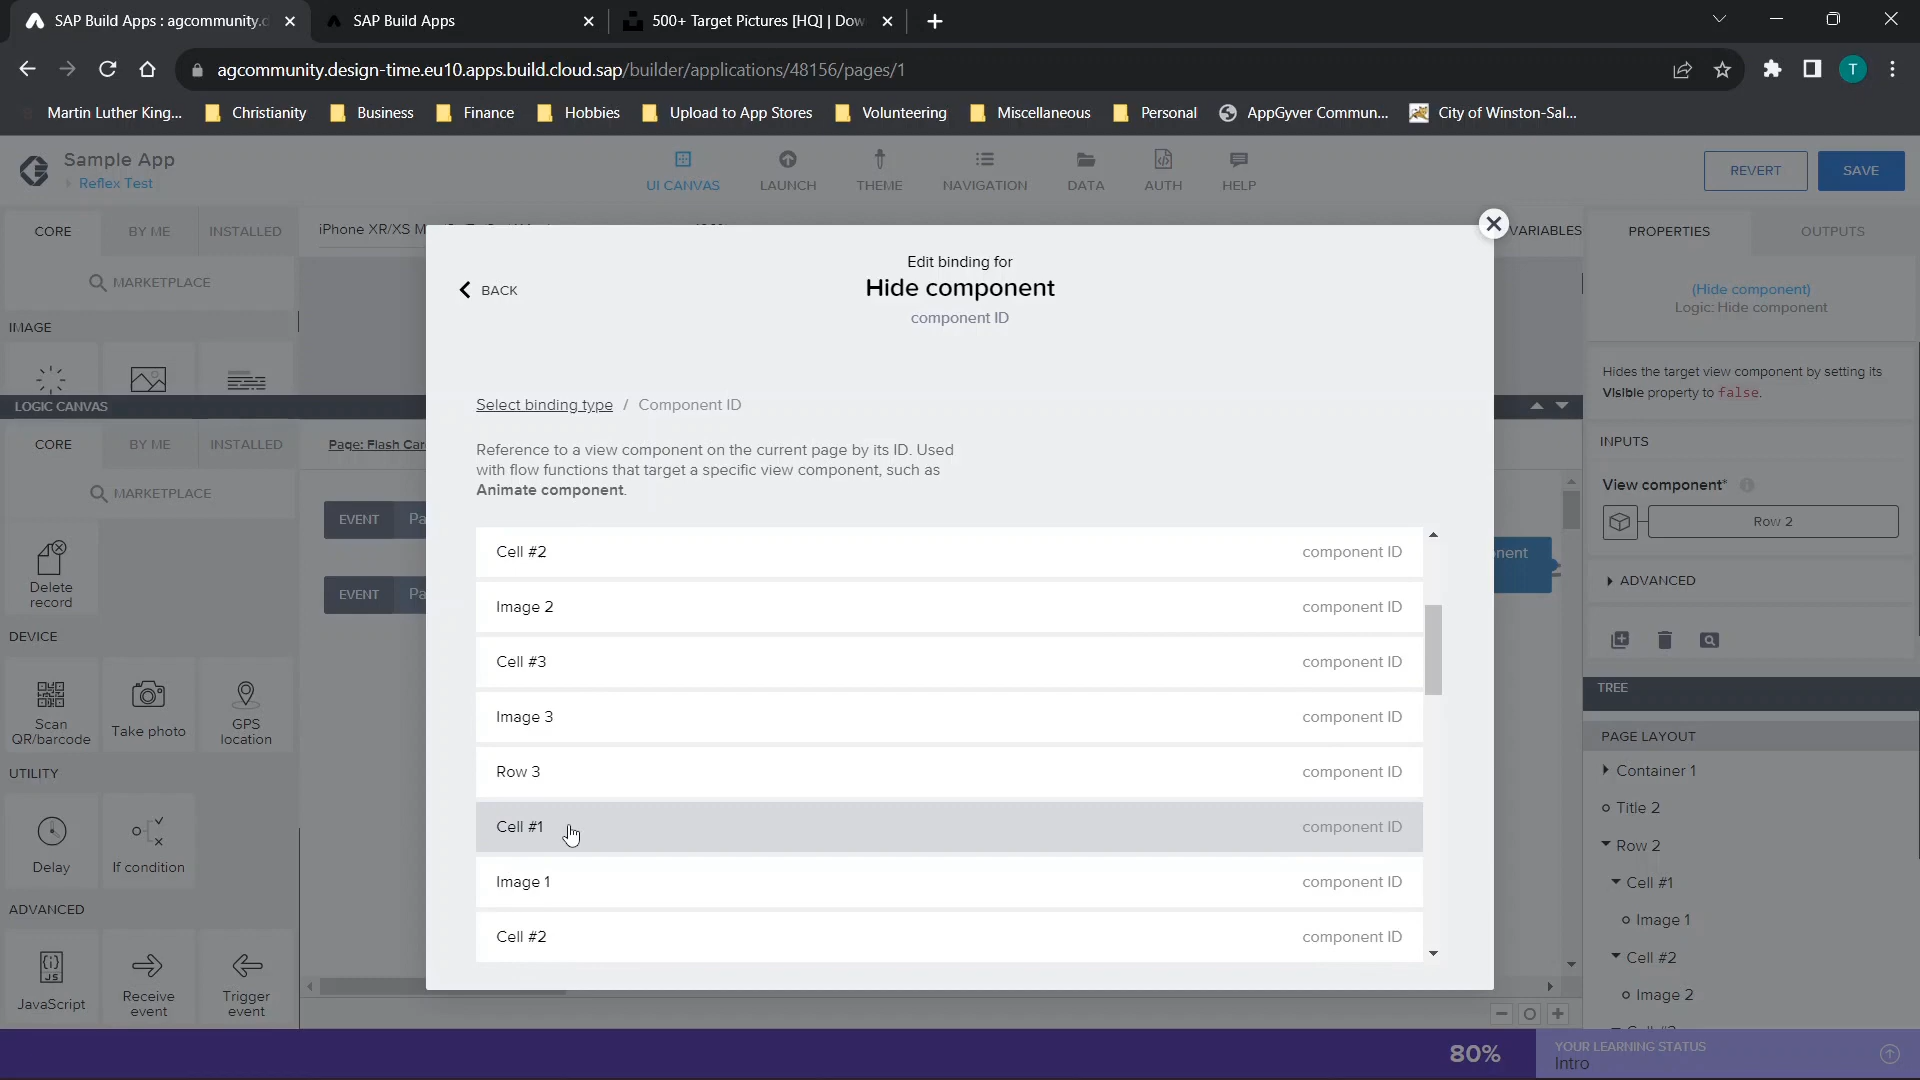 SAP Build Apps : agcommunity.d
SAP Build Apps
500+ Target Pictures [HQ] | Dow
agcommunity.design-time.eu10.apps.build.cloud.sap/builder/applications/48156/pages/1
T
Martin Luther King...
Christianity
Business
Finance
Hobbies
Upload to App Stores
Volunteering
Miscellaneous
Personal
AppGyver Commun...
City of Winston-Sal...
Sample App
Reflex Test
UI CANVAS
LAUNCH
THEME
NAVIGATION
DATA
AUTH
HELP
REVERT
SAVE
CORE
BY ME
INSTALLED
iPhone XR/XS M
VARIABLES
PROPERTIES
OUTPUTS
MARKETPLACE
IMAGE
LOGIC CANVAS
CORE
BY ME
INSTALLED
Page: Flash Car
MARKETPLACE
EVENT
Pa
EVENT
Pa
Delete
record
DEVICE
Scan
QR/barcode
Take photo
GPS
location
UTILITY
Delay
If condition
ADVANCED
JS
JavaScript
Receive
event
Trigger
event
Edit binding for
BACK
Hide component
component ID
Select binding type / Component ID
Reference to a view component on the current page by its ID. Used
with flow functions that target a specific view component, such as
Animate component.
Cell #2 component ID
Image 2 component ID
Cell #3 component ID
Image 3 component ID
Row 3 component ID
Cell #1 component ID
Image 1 component ID
Cell #2 component ID
nent
(Hide component)
Logic: Hide component
Hides the target view component by setting its
Visible property to false.
INPUTS
View component*
Row 2
ADVANCED
TREE
PAGE LAYOUT
Container 1
Title 2
Row 2
Cell #1
Image 1
Cell #2
Image 2
80%
YOUR LEARNING STATUS
Intro